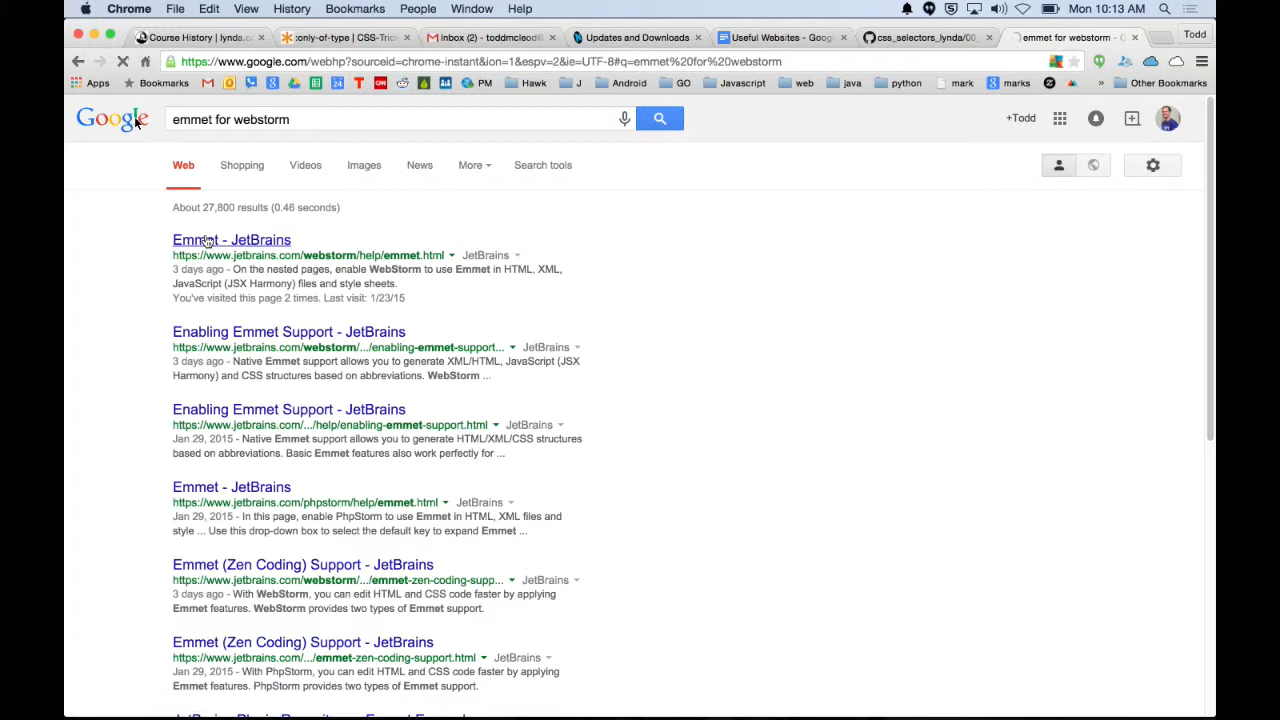 Chrome File Edit View History Bookmarks People Window Help Mon 10:13 AM
Course History | lynda.c :only-of-type | CSS-Tric Inbox (2) - toddmcleod@ Updates and Downloads Useful Websites - Goog css_selectors_lynda/00 emmet for webstorm - G Todd
https://www.google.com/webhp?sourceid=chrome-instant&ion=1&espv=2&ie=UTF-8#q=emmet%20for%20webstorm
Apps Bookmarks PM Hawk J Android GO Javascript web java python mark marks » Other Bookmarks
Google emmet for webstorm +Todd
Web Shopping Videos Images News More Search tools
About 27,800 results (0.46 seconds)
Emmet - JetBrains
https://www.jetbrains.com/webstorm/help/emmet.html JetBrains
3 days ago - On the nested pages, enable WebStorm to use Emmet in HTML, XML,
JavaScript (JSX Harmony) files and style sheets.
You've visited this page 2 times. Last visit: 1/23/15
Enabling Emmet Support - JetBrains
https://www.jetbrains.com/webstorm/.../enabling-emmet-support... JetBrains
3 days ago - Native Emmet support allows you to generate XML/HTML, JavaScript (JSX
Harmony) and CSS structures based on abbreviations. WebStorm ...
Enabling Emmet Support - JetBrains
https://www.jetbrains.com/.../help/enabling-emmet-support.html JetBrains
Jan 29, 2015 - Native Emmet support allows you to generate HTML/XML/CSS structures
based on abbreviations. Basic Emmet features also work perfectly for ...
Emmet - JetBrains
https://www.jetbrains.com/phpstorm/help/emmet.html JetBrains
Jan 29, 2015 - In this page, enable PhpStorm to use Emmet in HTML, XML files and
style ... Use this drop-down box to select the default key to expand Emmet ...
Emmet (Zen Coding) Support - JetBrains
https://www.jetbrains.com/webstorm/.../emmet-zen-coding-supp... JetBrains
3 days ago - With WebStorm, you can edit HTML and CSS code faster by applying
Emmet features. WebStorm provides two types of Emmet support.
Emmet (Zen Coding) Support - JetBrains
https://www.jetbrains.com/.../emmet-zen-coding-support.html JetBrains
Jan 29, 2015 - With PhpStorm, you can edit HTML and CSS code faster by applying
Emmet features. PhpStorm provides two types of Emmet support.